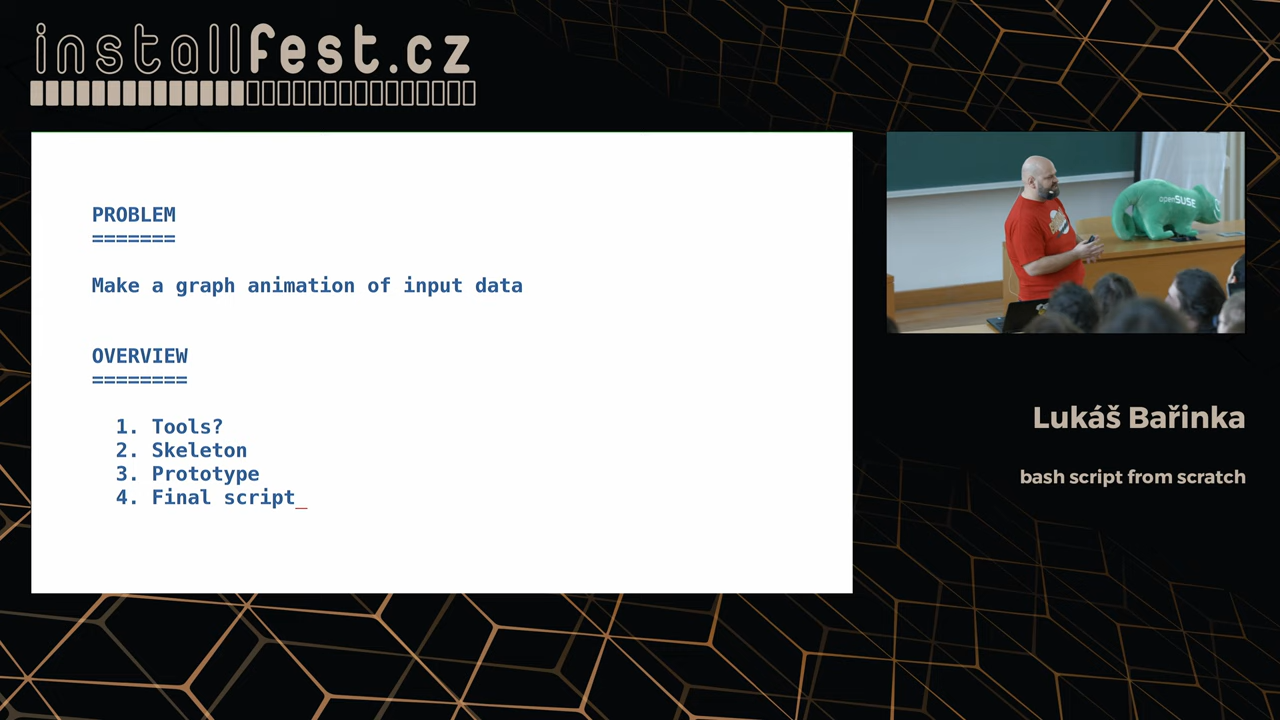 installfest.cz
PROBLEM
=======
Make a graph animation of input data
OVERVIEW
========
1. Tools?
2. Skeleton
3. Prototype
4. Final script_
openSUSE
Lukáš Bařinka
bash script from scratch